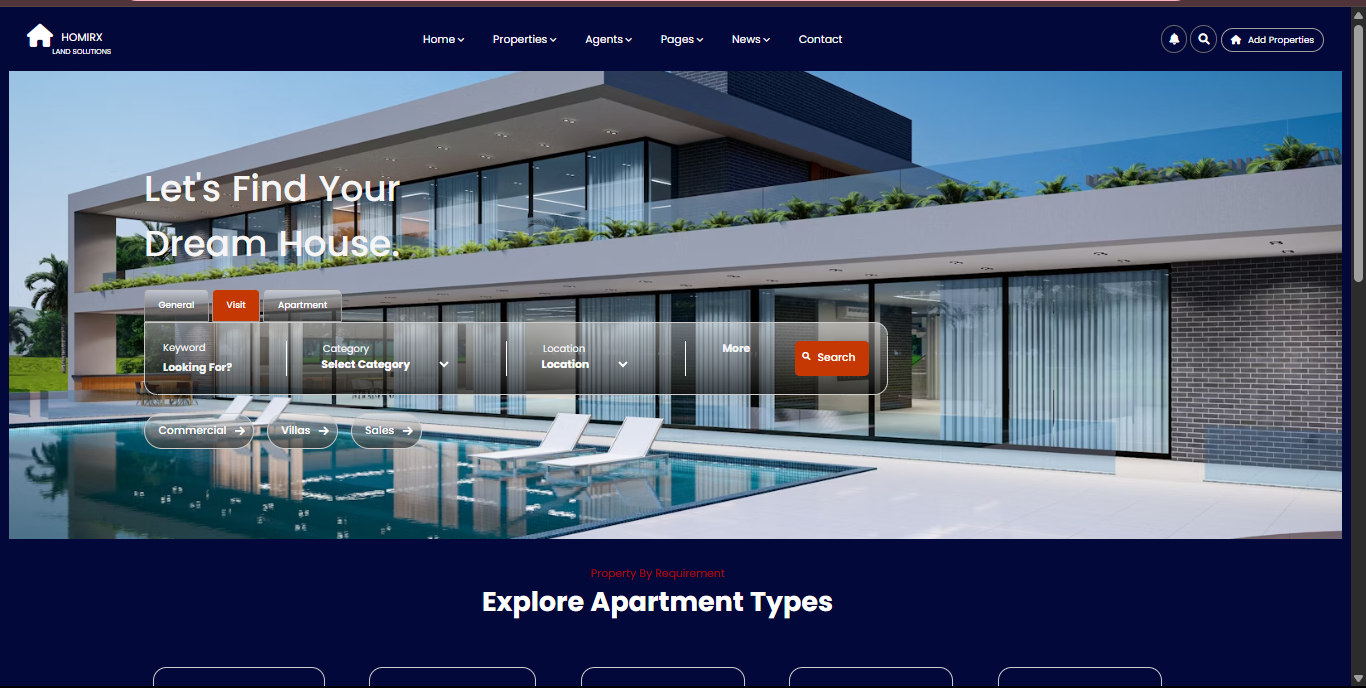 HOMIRX
LAND SOLUTIONS
Home
Properties
Agents
Pages
News
Contact
Add Properties
Let's Find Your
Dream House.
General
Visit
Apartment
Keyword
Looking For?
Category
Select Category
Location
Location
More
Search
Commercial
Villas
Sales
Property By Requirement
Explore Apartment Types